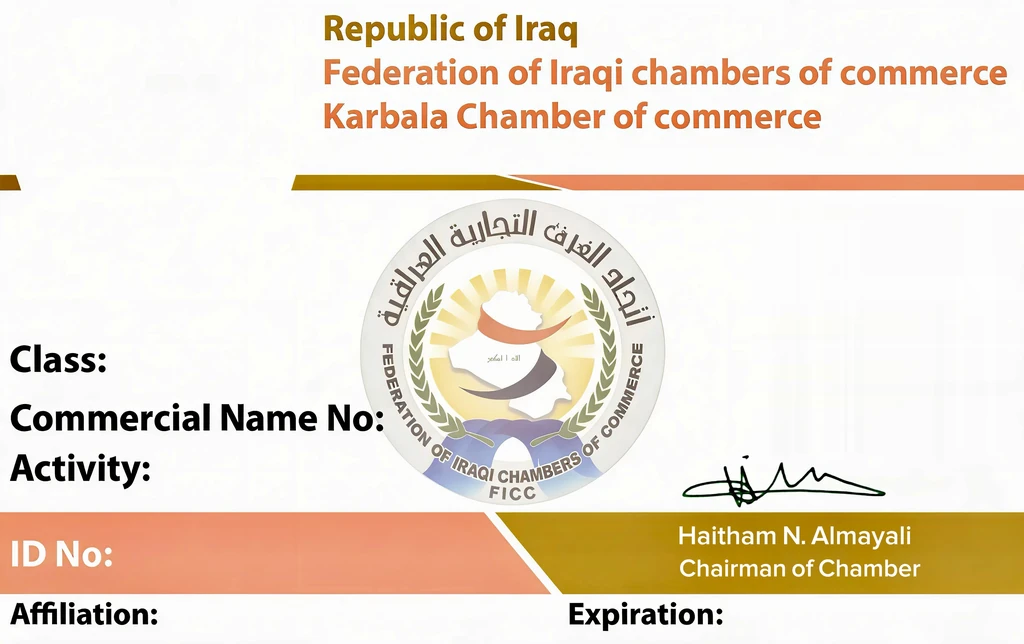 Republic of Iraq
Federation of Iraqi chambers of commerce
Karbala Chamber of commerce
اتحاد الغرف التجارية العراقية
FEDERATION OF IRAQI CHAMBERS OF COMMERCE
FICC
Class:
Commercial Name No:
Activity:
ID No:
Haitham N. Almayali
Chairman of Chamber
Affiliation:
Expiration: